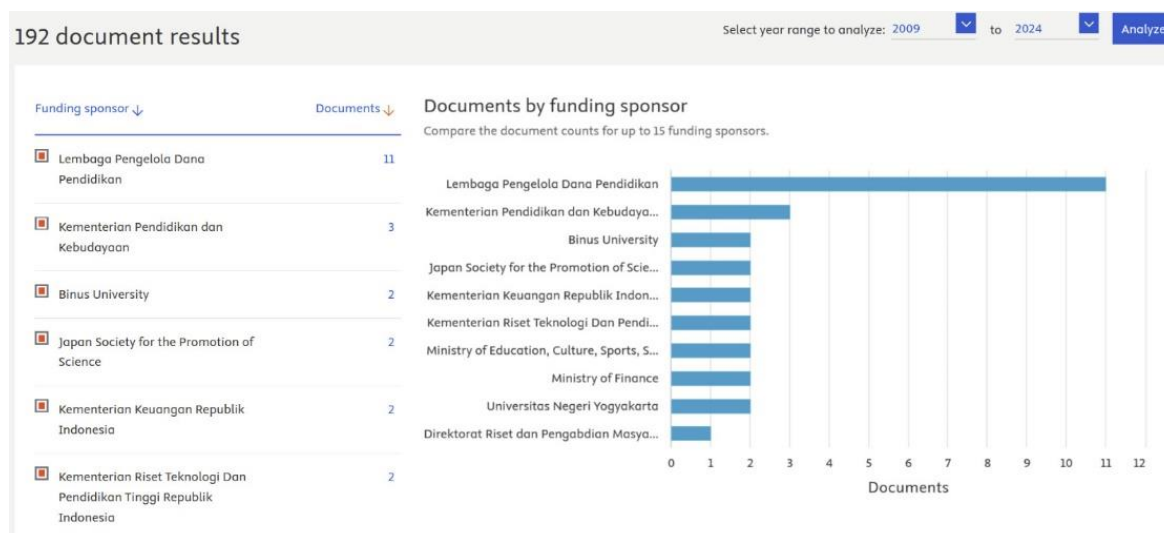 192 document results
Select year range to analyze: 2009 to 2024 Analyze
Funding sponsor ↓ Documents ↓
Lembaga Pengelola Dana
Pendidikan
11
Kementerian Pendidikan dan
Kebudayaan
3
Binus University
2
Japan Society for the Promotion of
Science
2
Kementerian Keuangan Republik
Indonesia
2
Kementerian Riset Teknologi Dan
Pendidikan Tinggi Republik
Indonesia
2
Documents by funding sponsor
Compare the document counts for up to 15 funding sponsors.
Lembaga Pengelola Dana Pendidikan
Kementerian Pendidikan dan Kebudaya...
Binus University
Japan Society for the Promotion of Scie...
Kementerian Keuangan Republik Indon...
Kementerian Riset Teknologi Dan Pendi...
Ministry of Education, Culture, Sports, S...
Ministry of Finance
Universitas Negeri Yogyakarta
Direktorat Riset dan Pengabdian Masya...
0 1 2 3 4 5 6 7 8 9 10 11 12
Documents